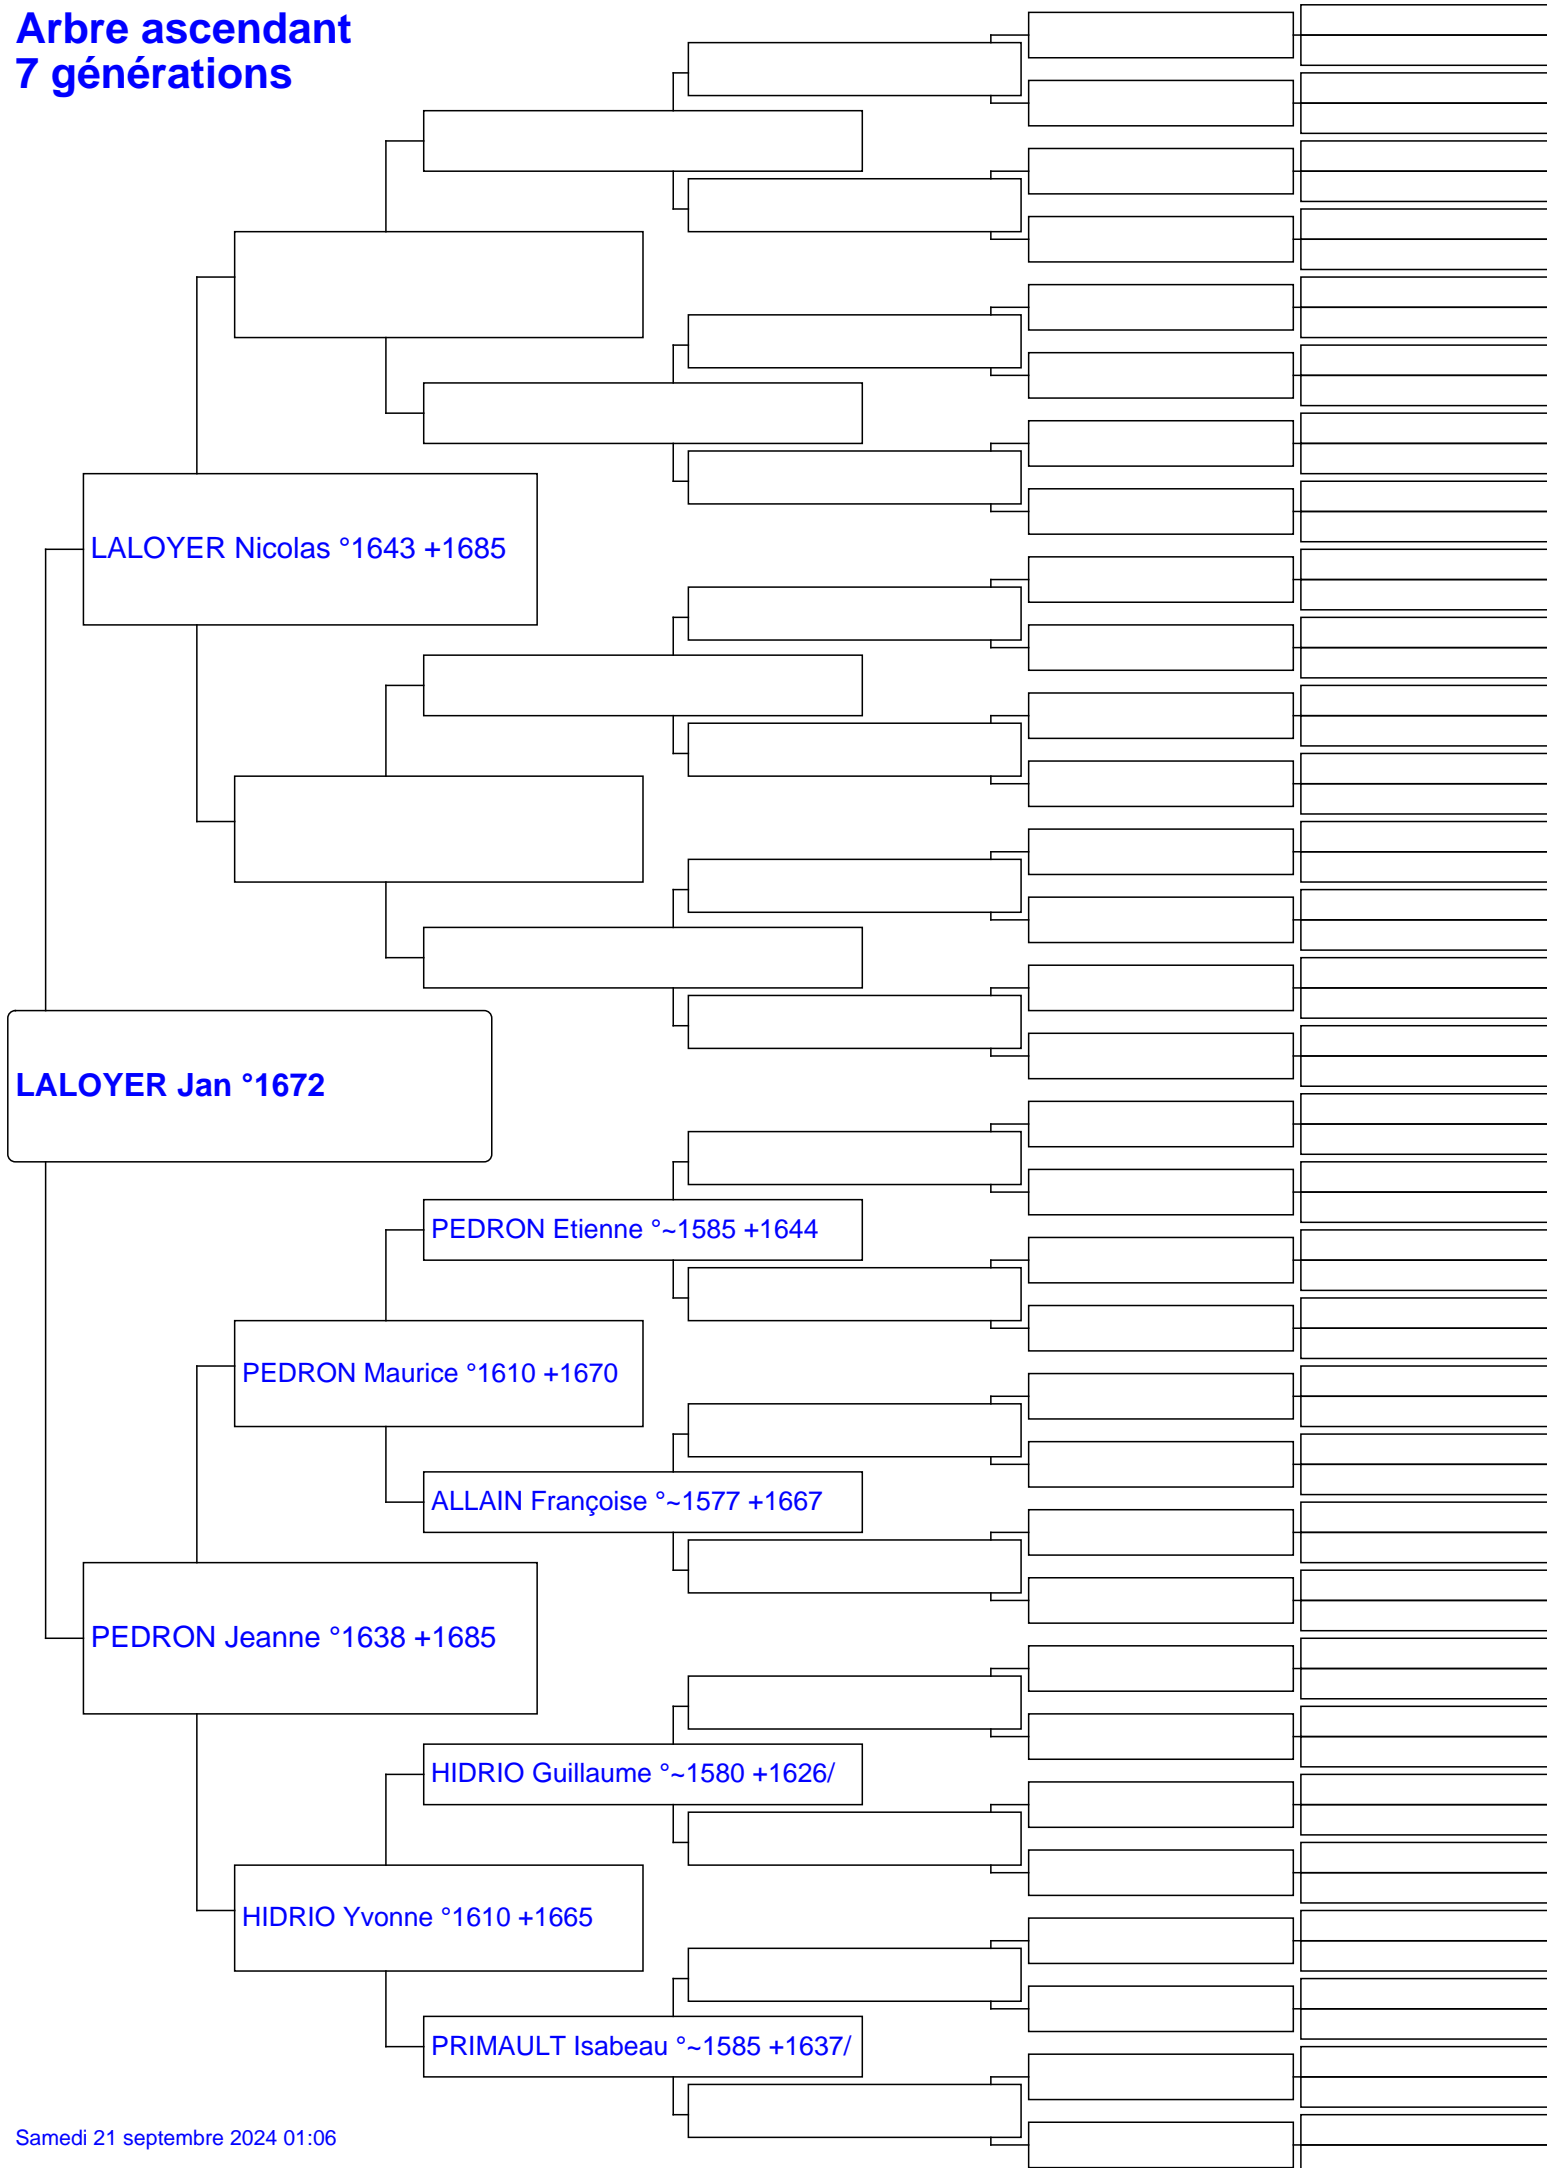 Arbre ascendant
7 générations
LALOYER Nicolas °1643 +1685
LALOYER Jan °1672
PEDRON Etienne °~1585 +1644
PEDRON Maurice °1610 +1670
ALLAIN Françoise °~1577 +1667
PEDRON Jeanne °1638 +1685
HIDRIO Guillaume °~1580 +1626/
HIDRIO Yvonne °1610 +1665
PRIMAULT Isabeau °~1585 +1637/
Samedi 21 septembre 2024 01:06